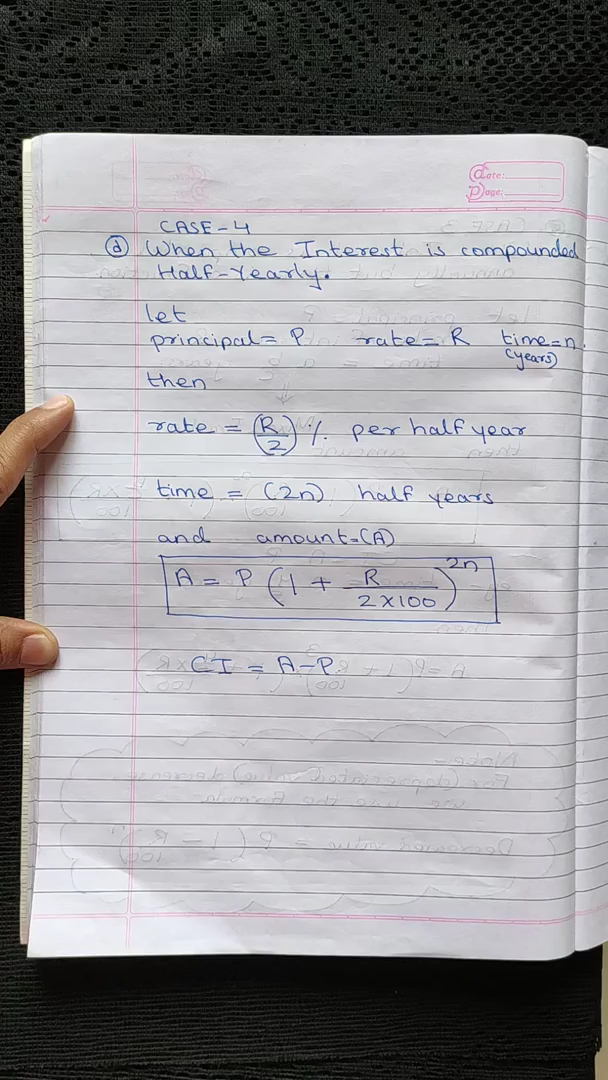 Date:
Page:
CASE-4
(d) When the Interest is compounded
Half-Yearly.
let
principal = P rate = R time = n
(years)
then
rate = (R/2) % per half year
time = (2n) half years
and amount = (A)
A = P (1 + R/(2×100))^2n
CI = A-P